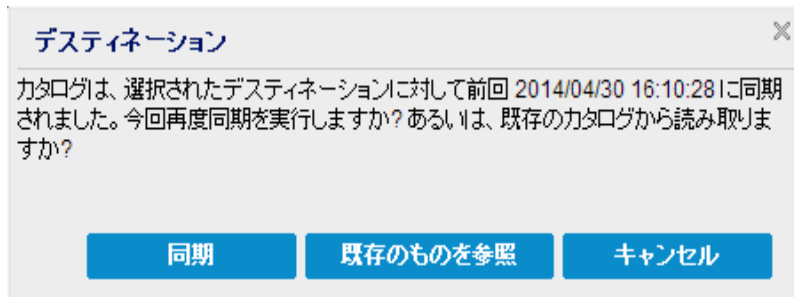 デスティネーション
カタログは、選択されたデスティネーションに対して前回 2014/04/30 16:10:28 に同期
されました。今回再度同期を実行しますか? あるいは、既存のカタログから読み取りま
すか?
同期 既存のものを参照 キャンセル